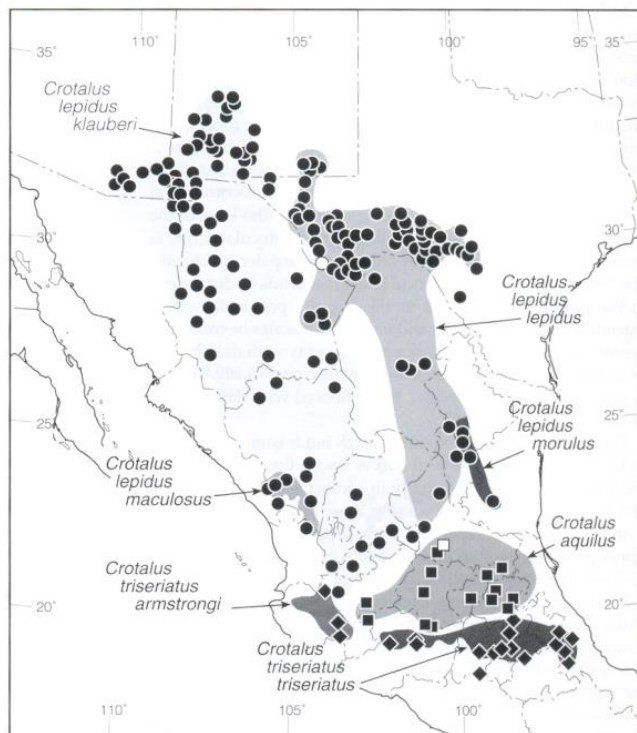 110°
105°
100°
95°
35°
35°
Crotalus
lepidus
klauberi
30°
30°
Crotalus
lepidus
lepidus
25°
25°
Crotalus
lepidus
morulus
Crotalus
lepidus
maculosus
Crotalus
aquilus
Crotalus
triseriatus
armstrongi
20°
20°
Crotalus
triseriatus
triseriatus
110°
105°
100°